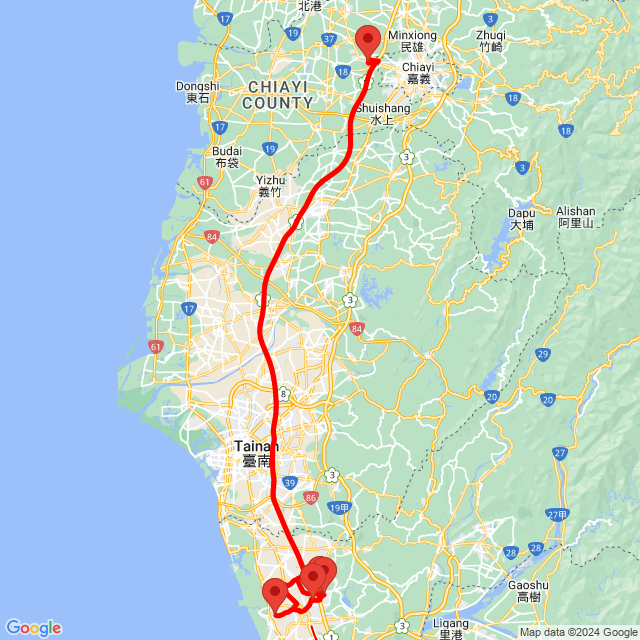 北港
Minxiong
民雄
Zhuqi
竹崎
37
18
Chiayi
嘉義
Dongshi
東石
CHIAYI
COUNTY
18
3
Shuishang
水上
17
18
19
3
3
Budai
布袋
Yizhu
義竹
61
Dapu
大埔
Alishan
阿里山
84
17
3
84
61
29
8
20
20
Tainan
臺南
27
3
39
86
19甲
27甲
27
Gaoshu
高樹
Ligang
里港
1
Google
Map data ©2024 Google